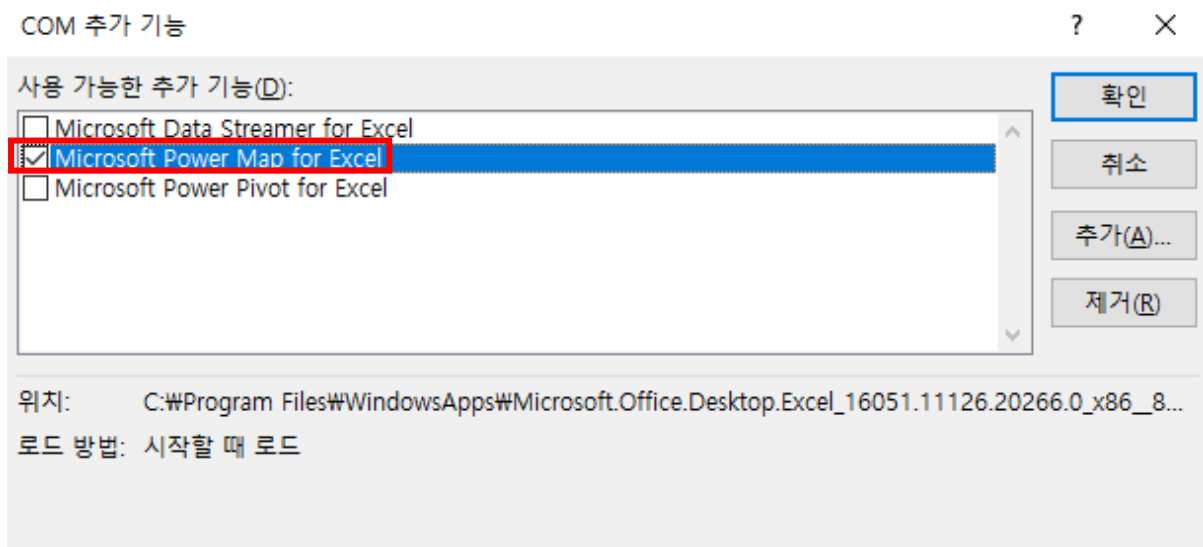 COM 추가 기능
?
사용 가능한 추가 기능(D):
Microsoft Data Streamer for Excel
Microsoft Power Map for Excel
Microsoft Power Pivot for Excel
확인
취소
추가(A)...
제거(R)
위치: C:₩Program Files₩WindowsApps₩Microsoft.Office.Desktop.Excel_16051.11126.20266.0_x86__8...
로드 방법: 시작할 때 로드